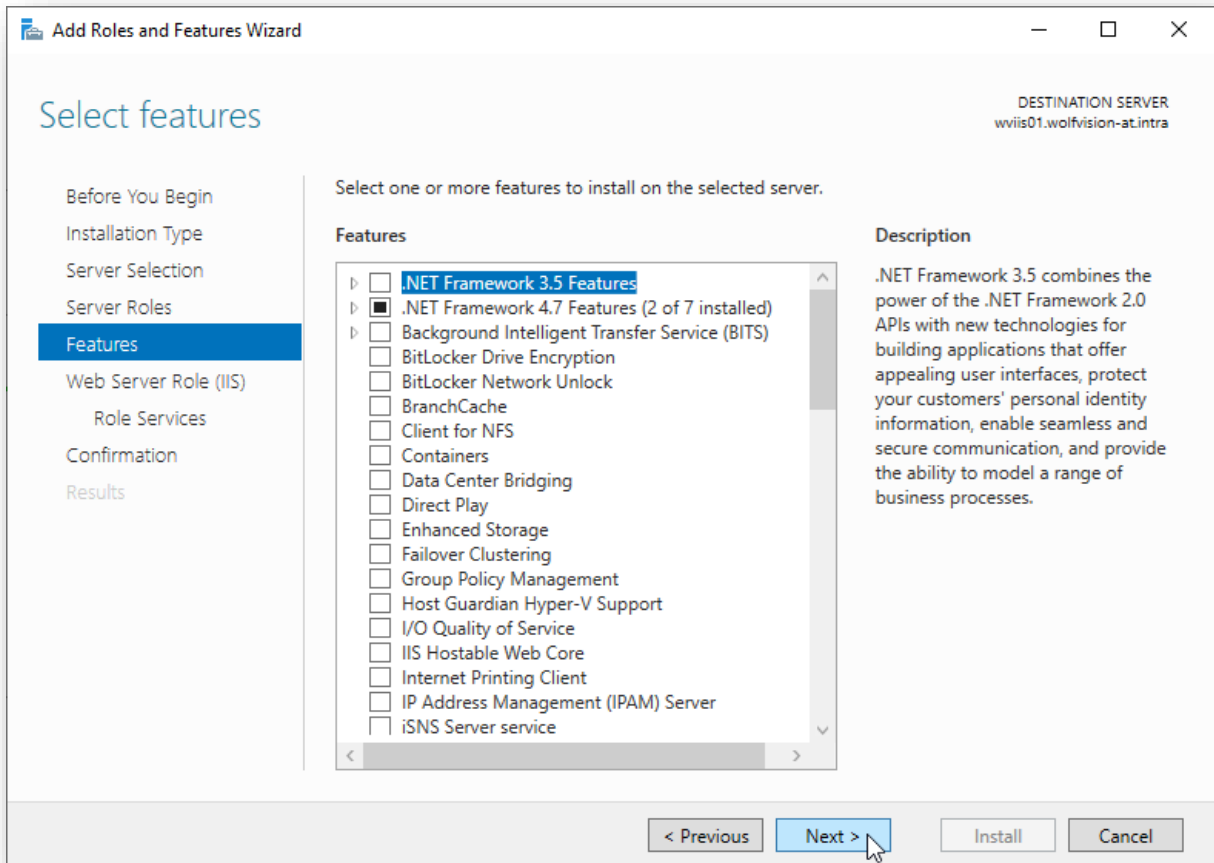 Add Roles and Features Wizard
Select features
DESTINATION SERVER
wviis01.wolfvision-at.intra
Before You Begin
Installation Type
Server Selection
Server Roles
Features
Web Server Role (IIS)
Role Services
Confirmation
Results
Select one or more features to install on the selected server.
Features
.NET Framework 3.5 Features
.NET Framework 4.7 Features (2 of 7 installed)
Background Intelligent Transfer Service (BITS)
BitLocker Drive Encryption
BitLocker Network Unlock
BranchCache
Client for NFS
Containers
Data Center Bridging
Direct Play
Enhanced Storage
Failover Clustering
Group Policy Management
Host Guardian Hyper-V Support
I/O Quality of Service
IIS Hostable Web Core
Internet Printing Client
IP Address Management (IPAM) Server
iSNS Server service
Description
.NET Framework 3.5 combines the
power of the .NET Framework 2.0
APIs with new technologies for
building applications that offer
appealing user interfaces, protect
your customers' personal identity
information, enable seamless and
secure communication, and provide
the ability to model a range of
business processes.
< Previous
Next >
Install
Cancel